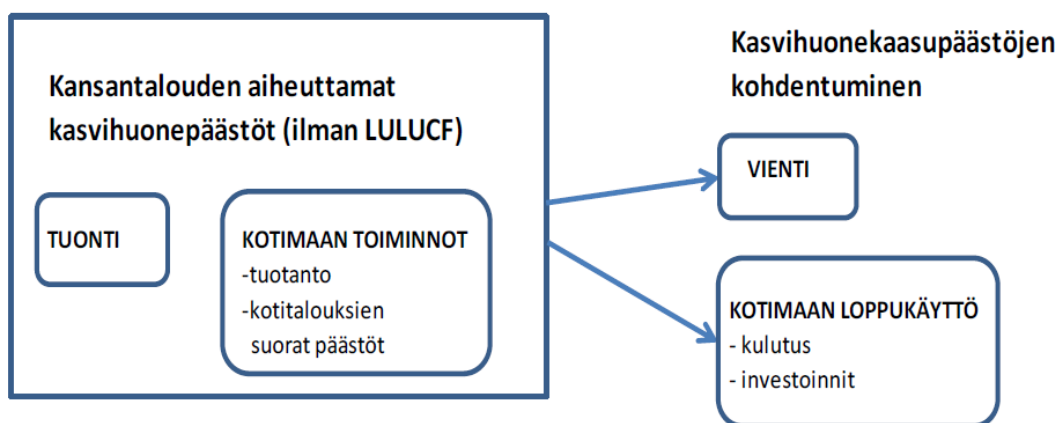 Kansantalouden aiheuttamat
kasvihuonepäästöt (ilman LULUCF)
TUONTI
KOTIMAAN TOIMINNOT
-tuotanto
-kotitalouksien
suorat päästöt
Kasvihuonekaasupäästöjen
kohdentuminen
VIENTI
KOTIMAAN LOPPUKÄYTTÖ
- kulutus
- investoinnit